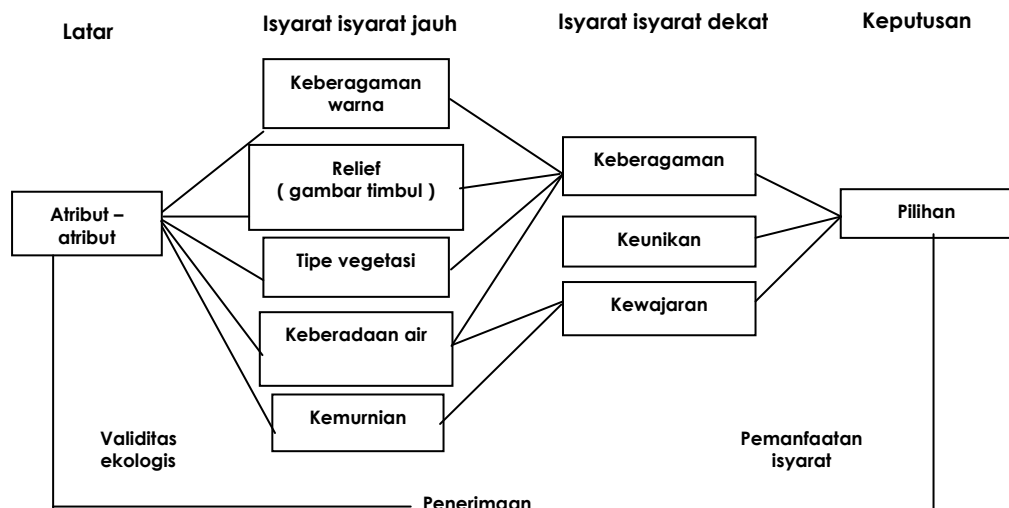 Latar
Isyarat isyarat jauh
Isyarat isyarat dekat
Keputusan
Keberagaman
warna
Relief
( gambar timbul )
Tipe vegetasi
Keberadaan air
Kemurnian
Atribut –
atribut
Keberagaman
Keunikan
Kewajaran
Pilihan
Validitas
ekologis
Pemanfaatan
isyarat
Penerimaan